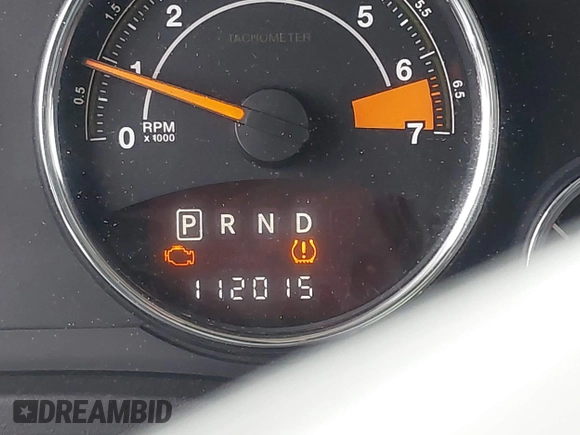 1.5 2 5 5.5
TACHOMETER
0.5 1 6 6.5
0 RPM 7
x 1000
P R N D
112015
DREAMBID